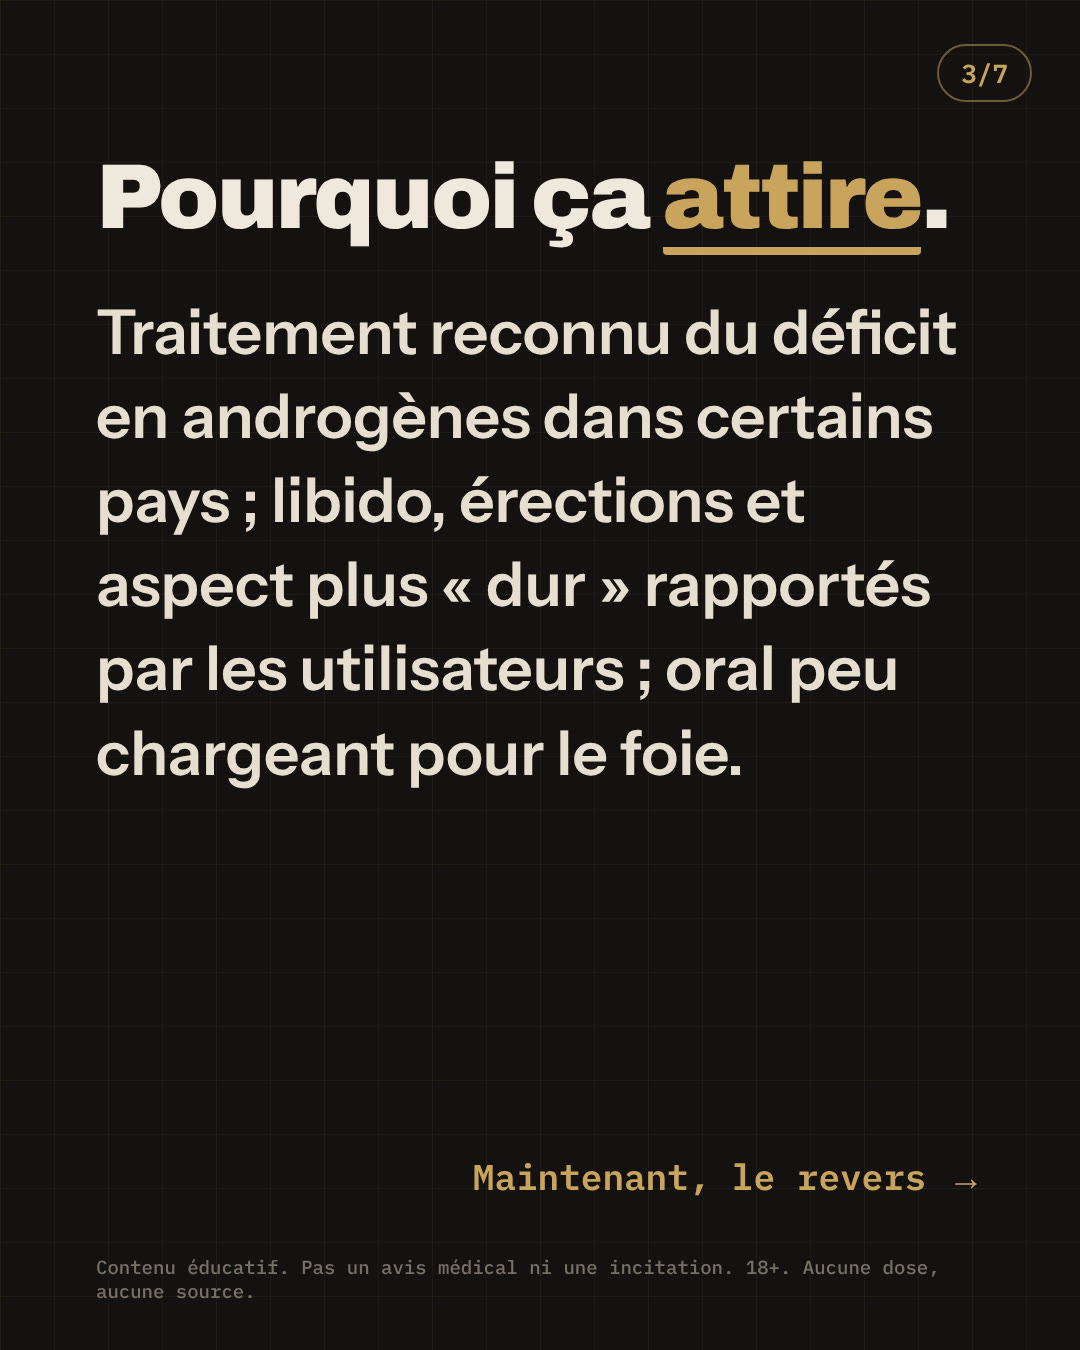 3/7
Pourquoi ça attire.
Traitement reconnu du déficit
en androgènes dans certains
pays ; libido, érections et
aspect plus « dur » rapportés
par les utilisateurs ; oral peu
chargeant pour le foie.
Maintenant, le revers →
Contenu éducatif. Pas un avis médical ni une incitation. 18+. Aucune dose,
aucune source.